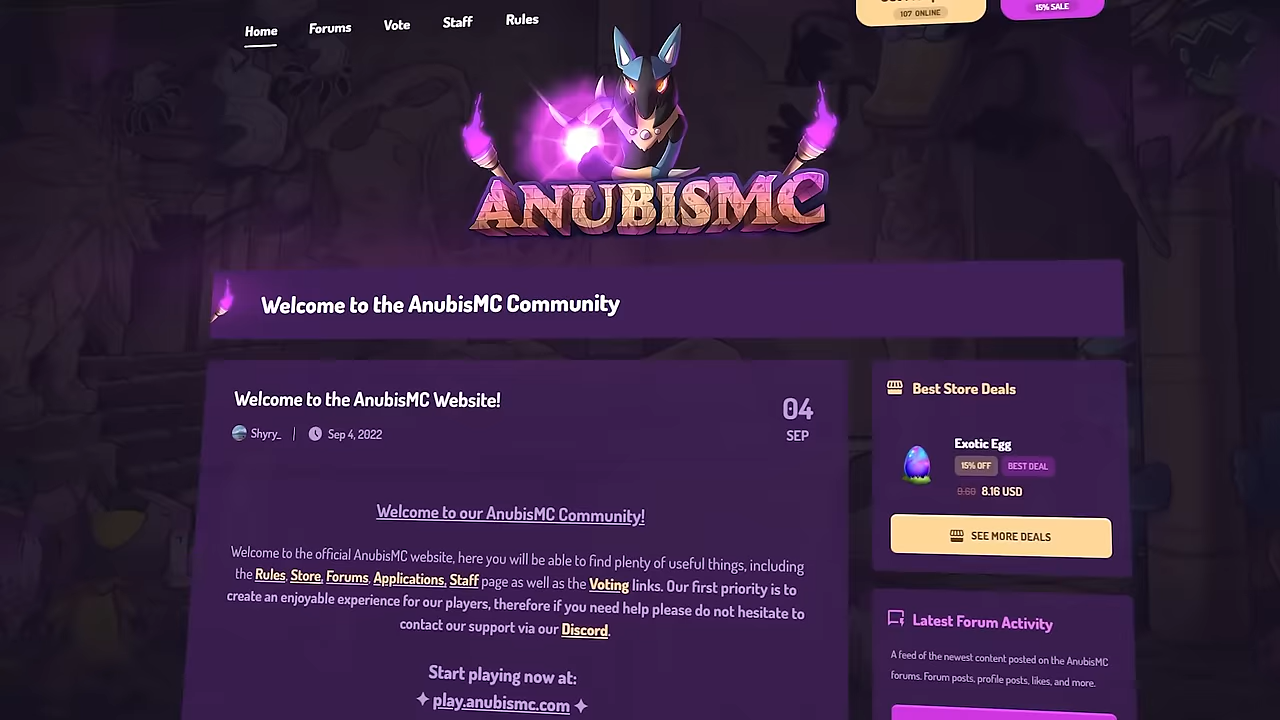 Home Forums Vote Staff Rules
107 ONLINE
15% SALE
ANUBISMC
Welcome to the AnubisMC Community
Welcome to the AnubisMC Website!
Shyry_ | Sep 4, 2022
04
SEP
Welcome to our AnubisMC Community!
Welcome to the official AnubisMC website, here you will be able to find plenty of useful things, including
the Rules, Store, Forums, Applications, Staff page as well as the Voting links. Our first priority is to
create an enjoyable experience for our players, therefore if you need help please do not hesitate to
contact our support via our Discord.
Start playing now at:
✦ play.anubismc.com ✦
Best Store Deals
Exotic Egg
15% OFF BEST DEAL
9.60 8.16 USD
SEE MORE DEALS
Latest Forum Activity
A feed of the newest content posted on the AnubisMC
forums. Forum posts, profile posts, likes, and more.